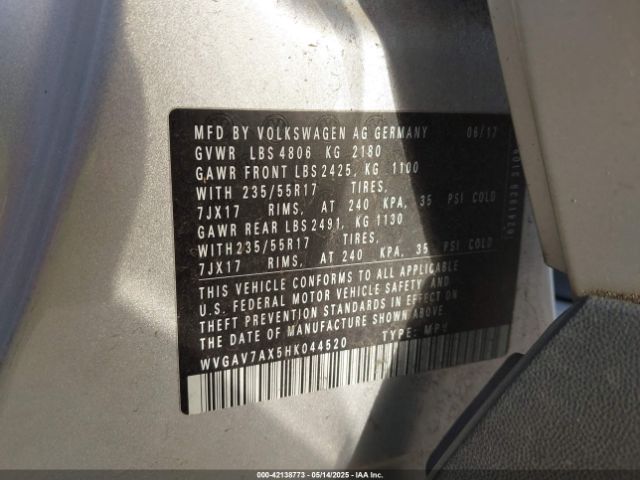 MFD BY VOLKSWAGEN AG GERMANY 06/17
GVWR LBS 4806 KG 2180
GAWR FRONT LBS 2425, KG 1100
WITH 235/55R17 TIRES,
7JX17 RIMS, AT 240 KPA, 35 PSI COLD
GAWR REAR LBS 2491, KG 1130
WITH235/55R17 TIRES,
7JX17 RIMS, AT 240 KPA, 35 PSI COLD
THIS VEHICLE CONFORMS TO ALL APPLICABLE
U.S. FEDERAL MOTOR VEHICLE SAFETY AND
THEFT PREVENTION STANDARDS IN EFFECT ON
THE DATE OF MANUFACTURE SHOWN ABOVE.
WVGAV7AX5HK044520 TYPE: MPV
00-42138773 — 05/14/2025 — IAA Inc.